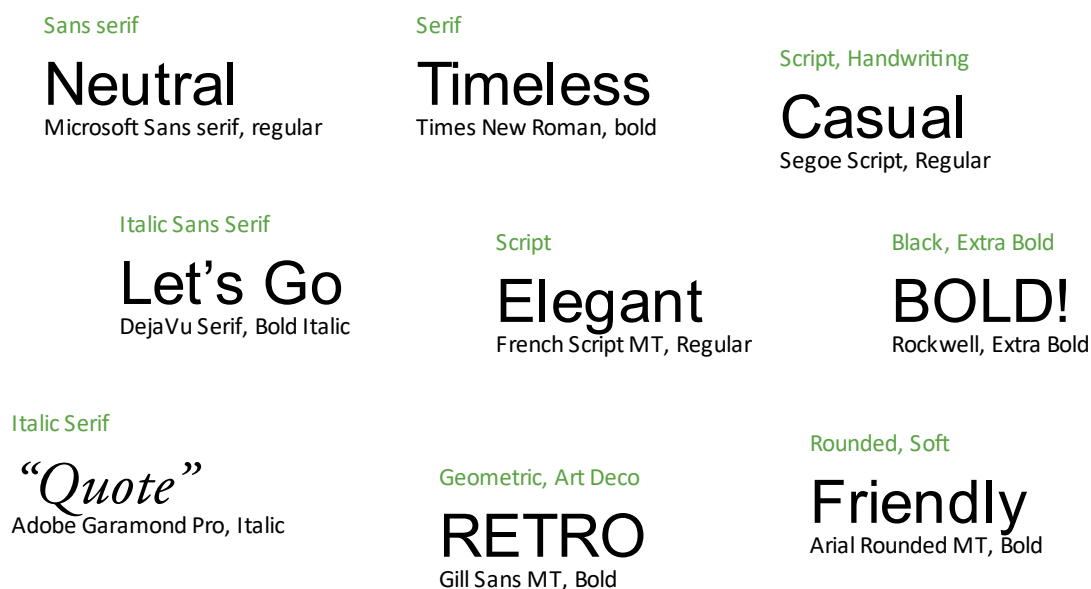 Sans serif
Neutral
Microsoft Sans serif, regular
Serif
Timeless
Times New Roman, bold
Script, Handwriting
Casual
Segoe Script, Regular
Italic Sans Serif
Let’s Go
DejaVu Serif, Bold Italic
Script
Elegant
French Script MT, Regular
Black, Extra Bold
BOLD!
Rockwell, Extra Bold
Italic Serif
“Quote”
Adobe Garamond Pro, Italic
Geometric, Art Deco
RETRO
Gill Sans MT, Bold
Rounded, Soft
Friendly
Arial Rounded MT, Bold